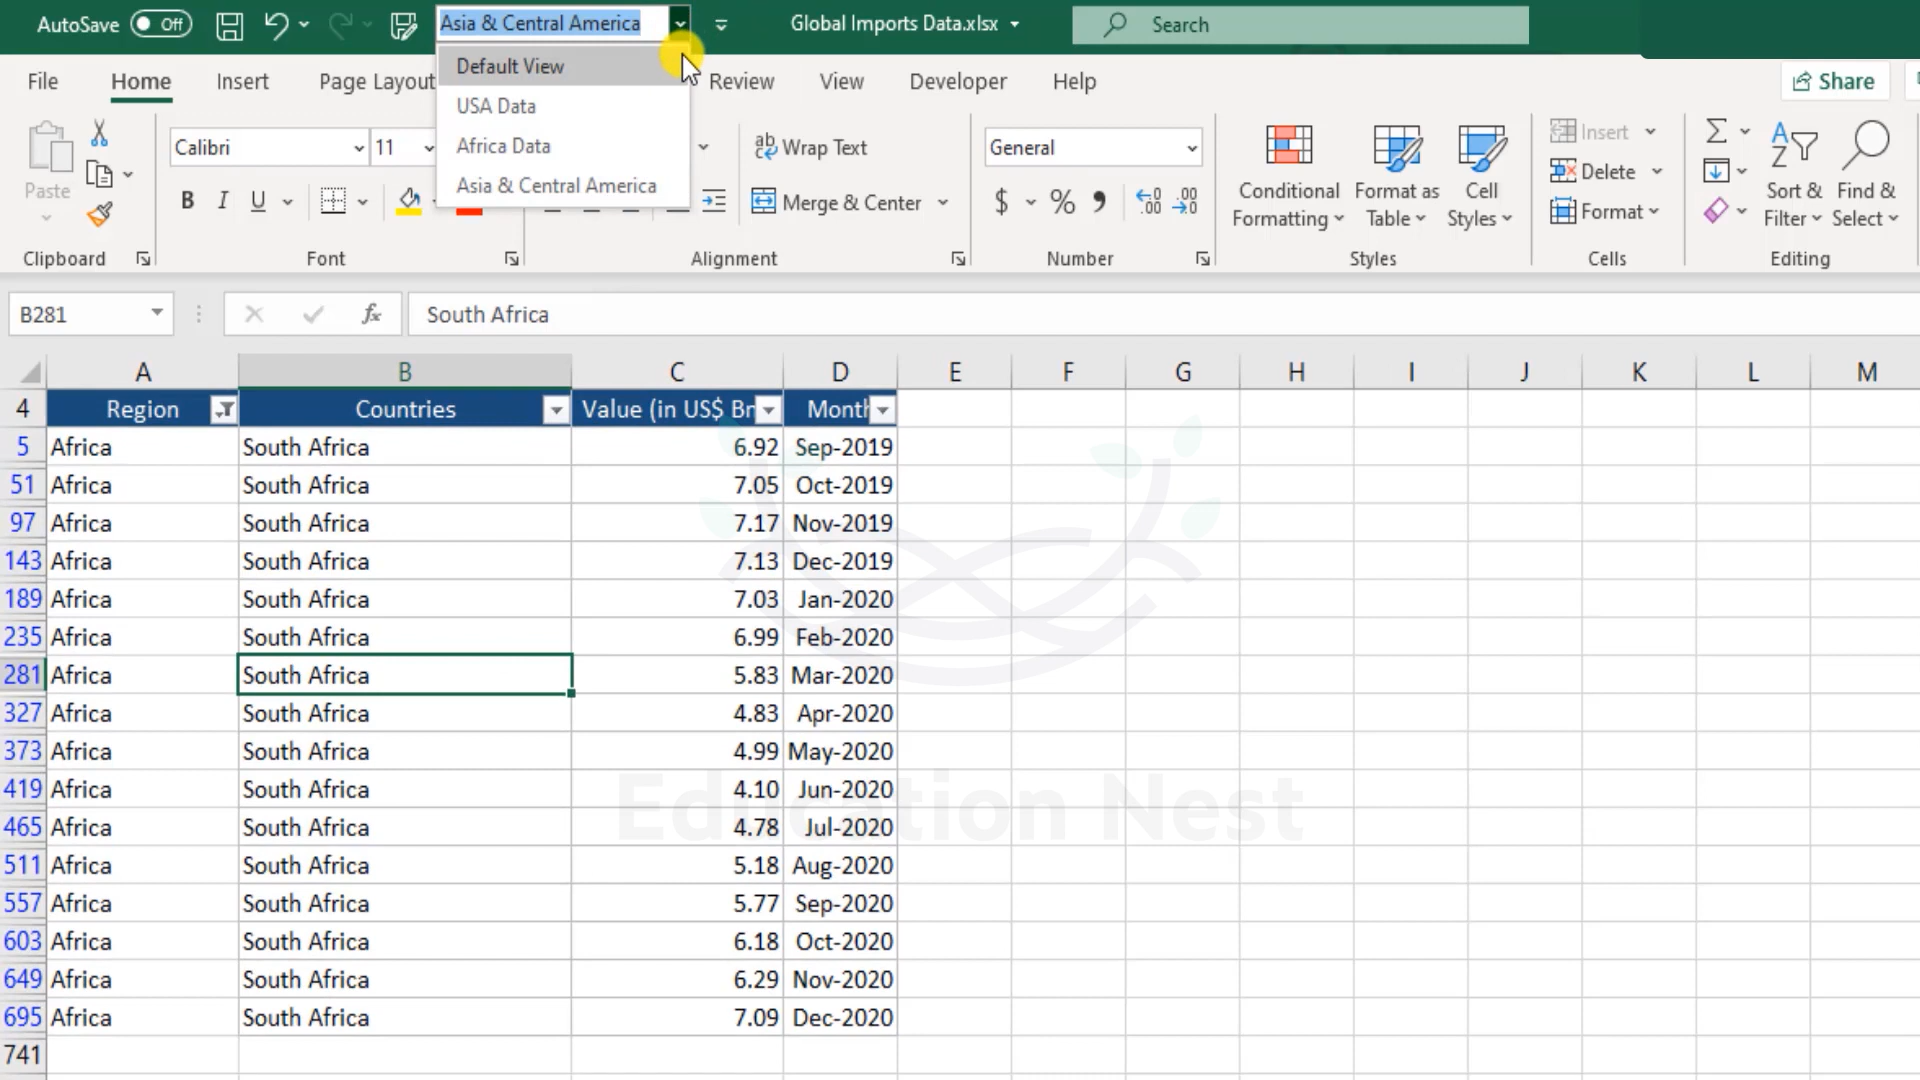 AutoSave Off Asia & Central America Global Imports Data.xlsx Search
Default View
USA Data
Africa Data
Asia & Central America
File Home Insert Page Layout Review View Developer Help Share
Calibri 11 Wrap Text General Insert
Paste Conditional Formatting Format as Table Cell Styles Delete Sort & Filter Find & Select
B I U Merge & Center $ % Format
Clipboard Font Alignment Number Styles Cells Editing
B281 fx South Africa
A B C D E F G H I J K L M
4 Region Countries Value (in US$ Br Month
5 Africa South Africa 6.92 Sep-2019
51 Africa South Africa 7.05 Oct-2019
97 Africa South Africa 7.17 Nov-2019
143 Africa South Africa 7.13 Dec-2019
189 Africa South Africa 7.03 Jan-2020
235 Africa South Africa 6.99 Feb-2020
281 Africa South Africa 5.83 Mar-2020
327 Africa South Africa 4.83 Apr-2020
373 Africa South Africa 4.99 May-2020
419 Africa South Africa 4.10 Jun-2020
465 Africa South Africa 4.78 Jul-2020
511 Africa South Africa 5.18 Aug-2020
557 Africa South Africa 5.77 Sep-2020
603 Africa South Africa 6.18 Oct-2020
649 Africa South Africa 6.29 Nov-2020
695 Africa South Africa 7.09 Dec-2020
741
Education Nest